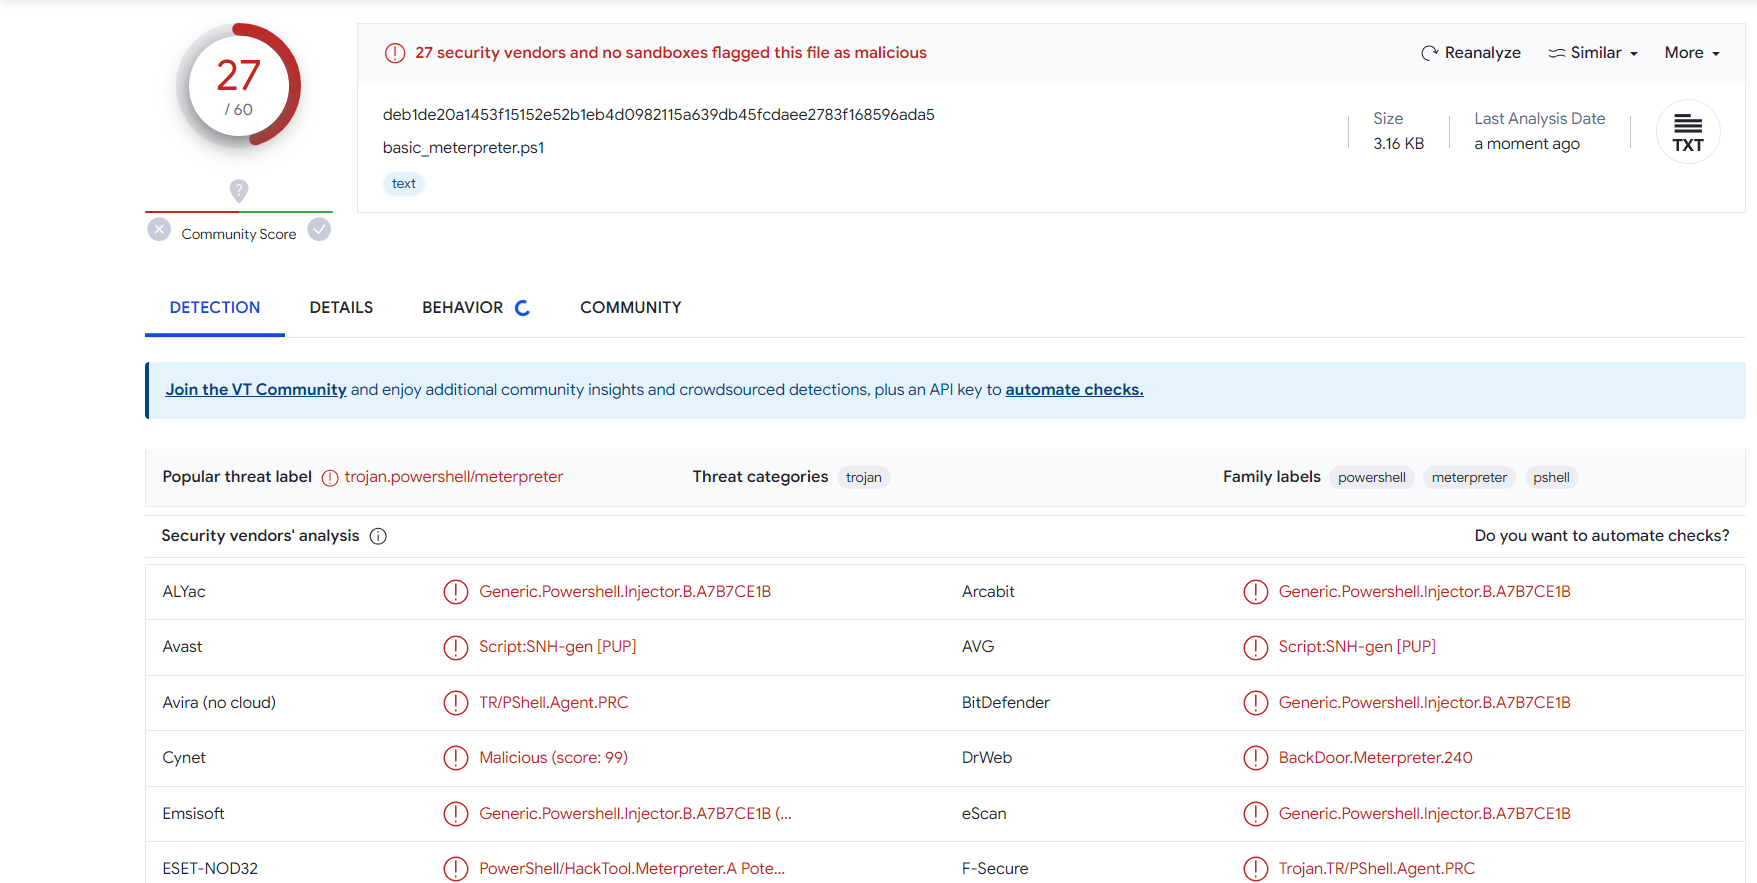 27
/ 60
Community Score
27 security vendors and no sandboxes flagged this file as malicious
Reanalyze
Similar
More
deb1de20a1453f15152e52b1eb4d0982115a639db45fcdaee2783f168596ada5
basic_meterpreter.ps1
text
Size
3.16 KB
Last Analysis Date
a moment ago
TXT
DETECTION
DETAILS
BEHAVIOR
COMMUNITY
Join the VT Community and enjoy additional community insights and crowdsourced detections, plus an API key to automate checks.
Popular threat label trojan.powershell/meterpreter
Threat categories trojan
Family labels powershell meterpreter pshell
Security vendors' analysis
Do you want to automate checks?
ALYac Generic.Powershell.Injector.B.A7B7CE1B Arcabit Generic.Powershell.Injector.B.A7B7CE1B
Avast Script:SNH-gen [PUP] AVG Script:SNH-gen [PUP]
Avira (no cloud) TR/PShell.Agent.PRC BitDefender Generic.Powershell.Injector.B.A7B7CE1B
Cynet Malicious (score: 99) DrWeb BackDoor.Meterpreter.240
Emsisoft Generic.Powershell.Injector.B.A7B7CE1B (... eScan Generic.Powershell.Injector.B.A7B7CE1B
ESET-NOD32 PowerShell/HackTool.Meterpreter.A Pote... F-Secure Trojan.TR/PShell.Agent.PRC